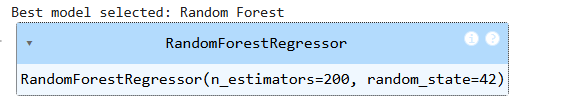 Best model selected: Random Forest
▾ RandomForestRegressor i ?
RandomForestRegressor(n_estimators=200, random_state=42)